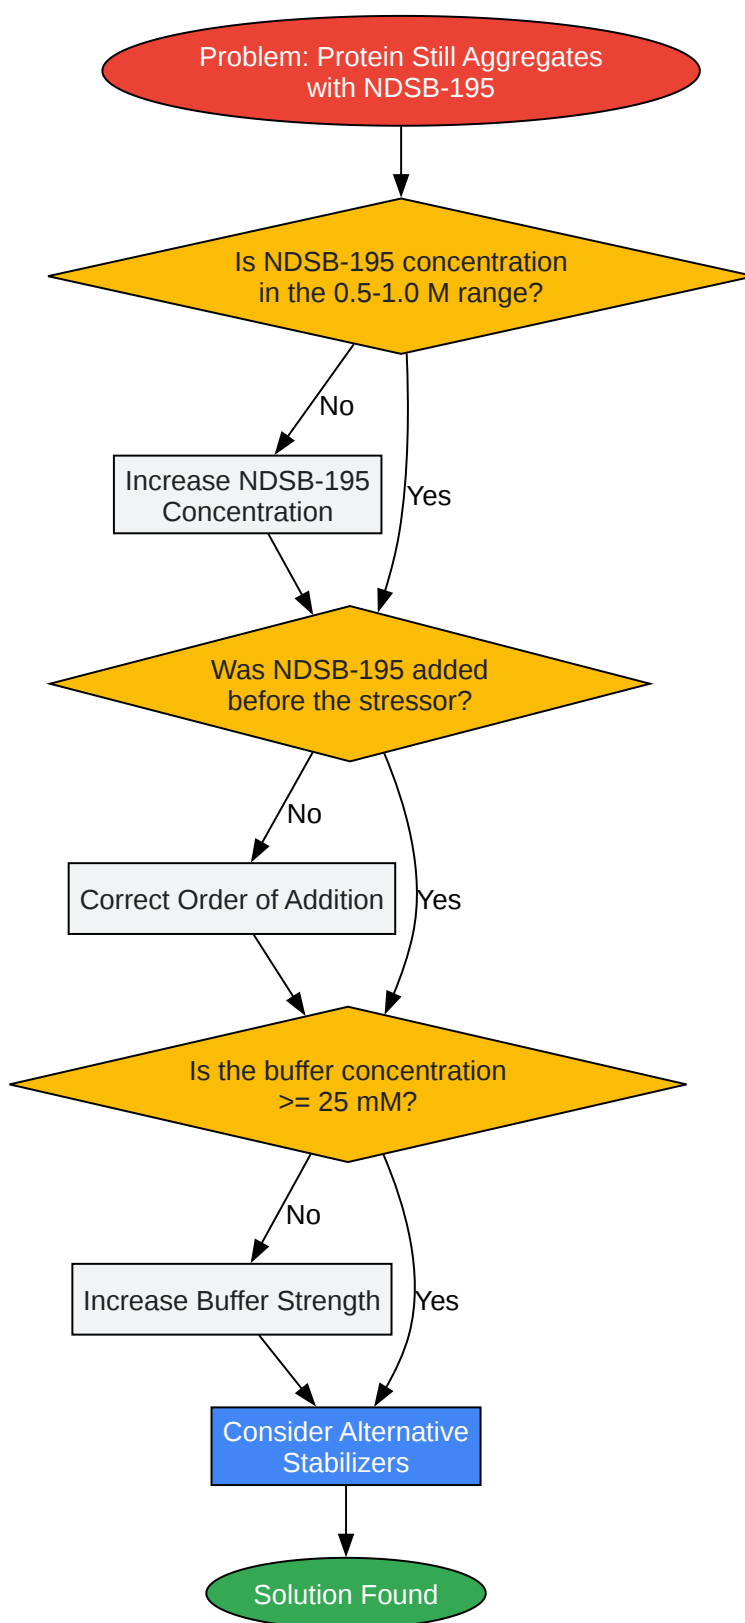 Problem: Protein Still Aggregates
with NDSB-195
Is NDSB-195 concentration
in the 0.5-1.0 M range?
No
Increase NDSB-195
Concentration
Yes
Was NDSB-195 added
before the stressor?
No
Correct Order of Addition
Yes
Is the buffer concentration
>= 25 mM?
No
Increase Buffer Strength
Yes
Consider Alternative
Stabilizers
Solution Found